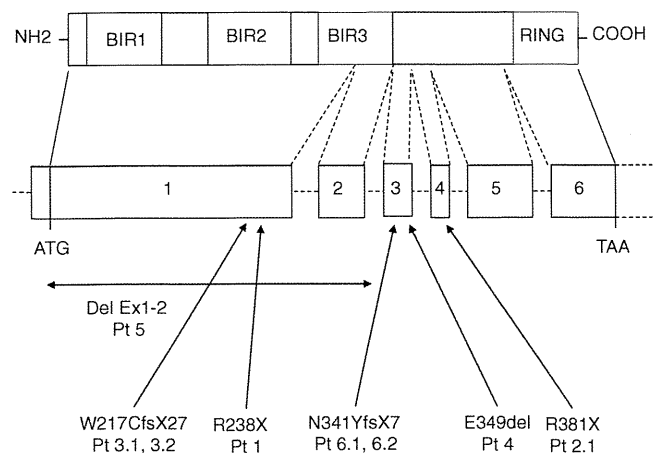 NH2 BIR1 BIR2 BIR3 RING COOH
1 2 3 4 5 6
ATG TAA
Del Ex1-2
Pt 5
W217CfsX27 R238X N341YfsX7 E349del R381X
Pt 3.1, 3.2 Pt 1 Pt 6.1, 6.2 Pt 4 Pt 2.1